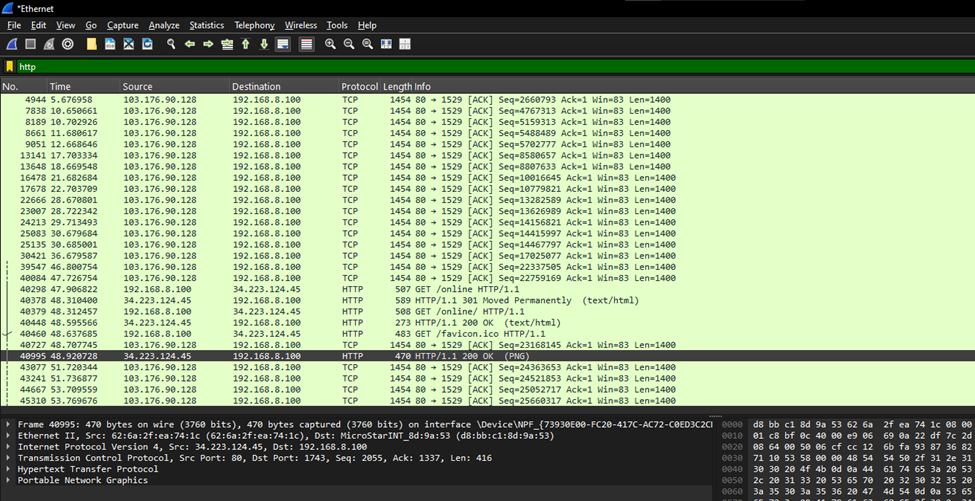 *Ethernet
File Edit View Go Capture Analyze Statistics Telephony Wireless Tools Help
http
No. Time Source Destination Protocol Length Info
4944 5.676958 103.176.90.128 192.168.8.100 TCP 1454 80 → 1529 [ACK] Seq=2660793 Ack=1 Win=83 Len=1400
7838 10.650661 103.176.90.128 192.168.8.100 TCP 1454 80 → 1529 [ACK] Seq=4767313 Ack=1 Win=83 Len=1400
8189 10.702926 103.176.90.128 192.168.8.100 TCP 1454 80 → 1529 [ACK] Seq=5159313 Ack=1 Win=83 Len=1400
8661 11.680617 103.176.90.128 192.168.8.100 TCP 1454 80 → 1529 [ACK] Seq=5488489 Ack=1 Win=83 Len=1400
9051 12.668646 103.176.90.128 192.168.8.100 TCP 1454 80 → 1529 [ACK] Seq=5702777 Ack=1 Win=83 Len=1400
13141 17.703334 103.176.90.128 192.168.8.100 TCP 1454 80 → 1529 [ACK] Seq=8580657 Ack=1 Win=83 Len=1400
13648 18.669548 103.176.90.128 192.168.8.100 TCP 1454 80 → 1529 [ACK] Seq=8807633 Ack=1 Win=83 Len=1400
16478 21.682684 103.176.90.128 192.168.8.100 TCP 1454 80 → 1529 [ACK] Seq=10016645 Ack=1 Win=83 Len=1400
17678 22.703709 103.176.90.128 192.168.8.100 TCP 1454 80 → 1529 [ACK] Seq=10779821 Ack=1 Win=83 Len=1400
22666 28.670801 103.176.90.128 192.168.8.100 TCP 1454 80 → 1529 [ACK] Seq=13282589 Ack=1 Win=83 Len=1400
23007 28.722342 103.176.90.128 192.168.8.100 TCP 1454 80 → 1529 [ACK] Seq=13626989 Ack=1 Win=83 Len=1400
24213 29.713493 103.176.90.128 192.168.8.100 TCP 1454 80 → 1529 [ACK] Seq=14156821 Ack=1 Win=83 Len=1400
25083 30.679684 103.176.90.128 192.168.8.100 TCP 1454 80 → 1529 [ACK] Seq=14415997 Ack=1 Win=83 Len=1400
25135 30.685001 103.176.90.128 192.168.8.100 TCP 1454 80 → 1529 [ACK] Seq=14467797 Ack=1 Win=83 Len=1400
30421 36.679587 103.176.90.128 192.168.8.100 TCP 1454 80 → 1529 [ACK] Seq=17025077 Ack=1 Win=83 Len=1400
39547 46.800754 103.176.90.128 192.168.8.100 TCP 1454 80 → 1529 [ACK] Seq=22337505 Ack=1 Win=83 Len=1400
40084 47.726754 103.176.90.128 192.168.8.100 TCP 1454 80 → 1529 [ACK] Seq=22759169 Ack=1 Win=83 Len=1400
40298 47.906822 192.168.8.100 34.223.124.45 HTTP 507 GET /online HTTP/1.1
40378 48.310400 34.223.124.45 192.168.8.100 HTTP 589 HTTP/1.1 301 Moved Permanently (text/html)
40379 48.312457 192.168.8.100 34.223.124.45 HTTP 508 GET /online/ HTTP/1.1
40448 48.595566 34.223.124.45 192.168.8.100 HTTP 273 HTTP/1.1 200 OK (text/html)
40460 48.637685 192.168.8.100 34.223.124.45 HTTP 483 GET /favicon.ico HTTP/1.1
40727 48.707745 103.176.90.128 192.168.8.100 TCP 1454 80 → 1529 [ACK] Seq=23168145 Ack=1 Win=83 Len=1400
40995 48.920728 34.223.124.45 192.168.8.100 HTTP 470 HTTP/1.1 200 OK (PNG)
43077 51.720344 103.176.90.128 192.168.8.100 TCP 1454 80 → 1529 [ACK] Seq=24363653 Ack=1 Win=83 Len=1400
43241 51.736877 103.176.90.128 192.168.8.100 TCP 1454 80 → 1529 [ACK] Seq=24521853 Ack=1 Win=83 Len=1400
44667 53.709559 103.176.90.128 192.168.8.100 TCP 1454 80 → 1529 [ACK] Seq=25052717 Ack=1 Win=83 Len=1400
45310 53.769676 103.176.90.128 192.168.8.100 TCP 1454 80 → 1529 [ACK] Seq=25660317 Ack=1 Win=83 Len=1400
Frame 40995: 470 bytes on wire (3760 bits), 470 bytes captured (3760 bits) on interface \Device\NPF_{73930E00-FC20-417C-AC72-C0ED3C2C
Ethernet II, Src: 62:6a:2f:ea:74:1c (62:6a:2f:ea:74:1c), Dst: MicroStarINT_8d:9a:53 (d8:bb:c1:8d:9a:53)
Internet Protocol Version 4, Src: 34.223.124.45, Dst: 192.168.8.100
Transmission Control Protocol, Src Port: 80, Dst Port: 1743, Seq: 2055, Ack: 1337, Len: 416
Hypertext Transfer Protocol
Portable Network Graphics
0000 d8 bb c1 8d 9a 53 62 6a 2f ea 74 1c 08 00
0010 01 c8 bf 0c 40 00 e9 06 69 0a 22 df 7c 2d
0020 08 64 00 50 06 cf cc 12 6b fa 93 87 36 82
0030 71 10 53 58 00 00 48 54 54 50 2f 31 2e 31
0040 30 30 20 4f 4b 0d 0a 44 61 74 65 3a 20 53
0050 2c 20 31 33 20 53 65 70 20 32 30 32 35 20
0060 3a 35 30 3a 35 36 20 47 4d 54 0d 0a 53 65